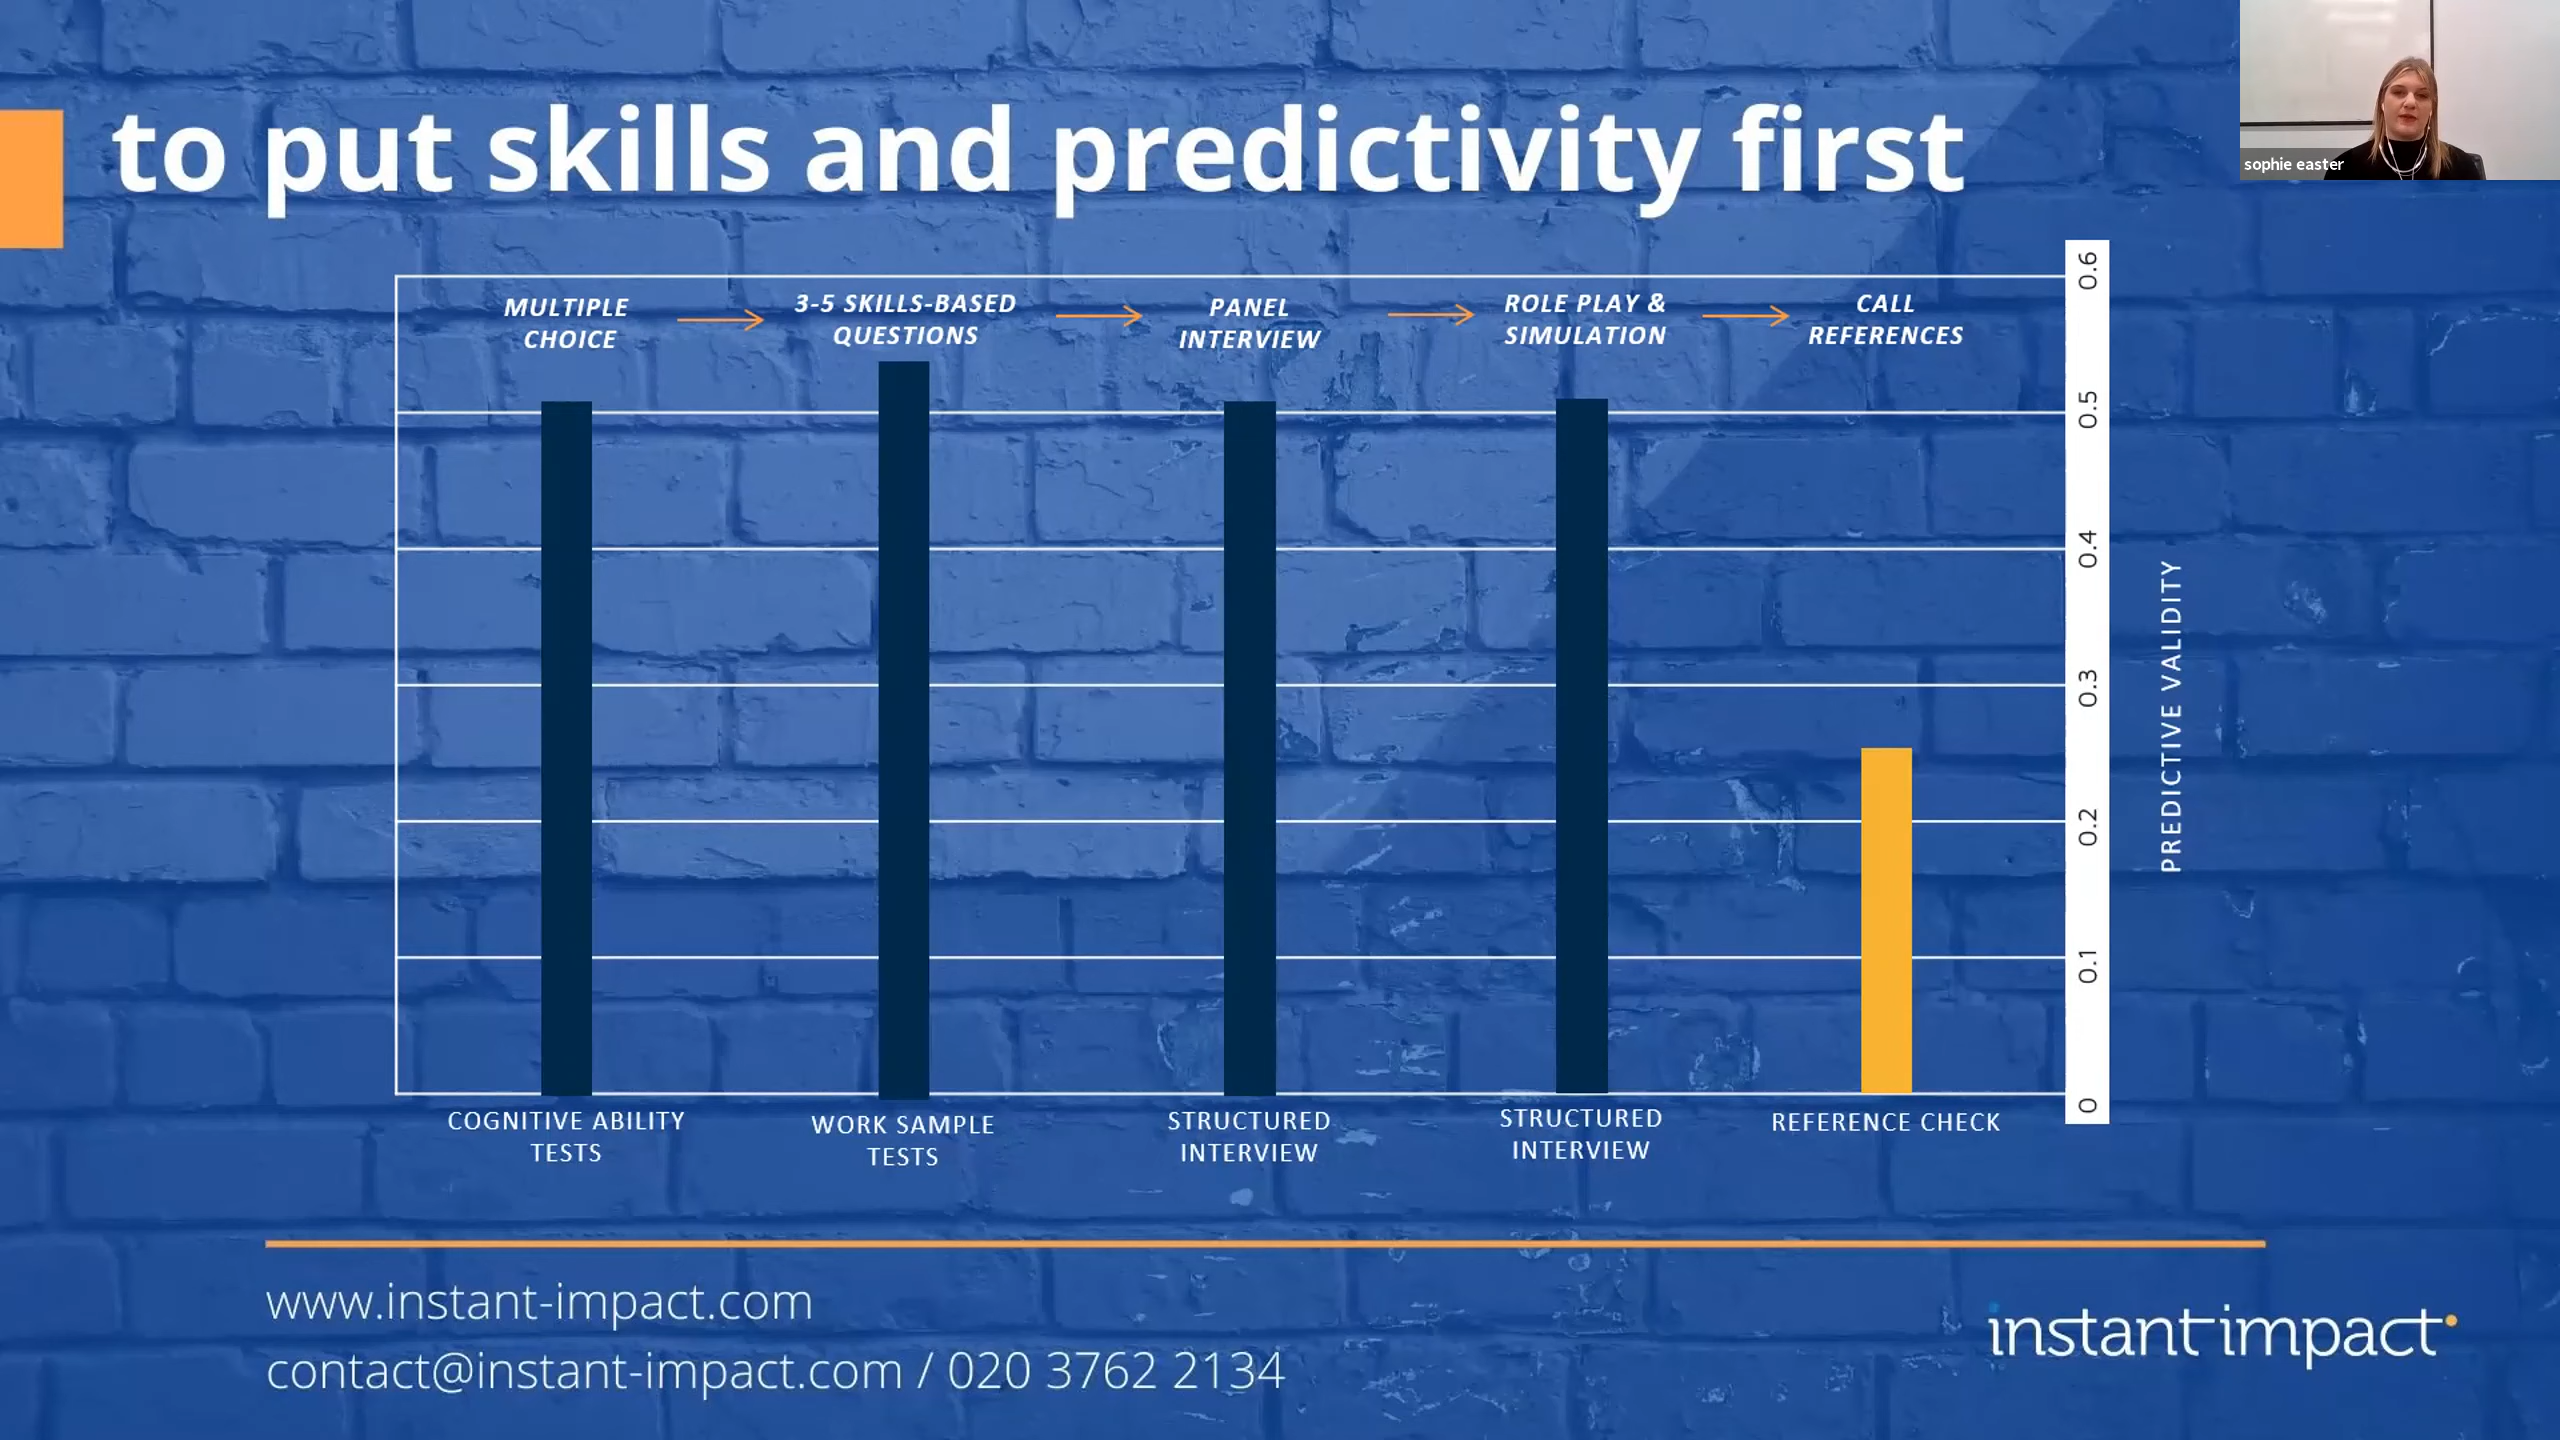 to put skills and predictivity first
sophie easter
MULTIPLE
CHOICE
3-5 SKILLS-BASED
QUESTIONS
PANEL
INTERVIEW
ROLE PLAY &
SIMULATION
CALL
REFERENCES
0.6
0.5
0.4
0.3
0.2
0.1
0
PREDICTIVE VALIDITY
COGNITIVE ABILITY
TESTS
WORK SAMPLE
TESTS
STRUCTURED
INTERVIEW
STRUCTURED
INTERVIEW
REFERENCE CHECK
www.instant-impact.com
contact@instant-impact.com / 020 3762 2134
instant impact